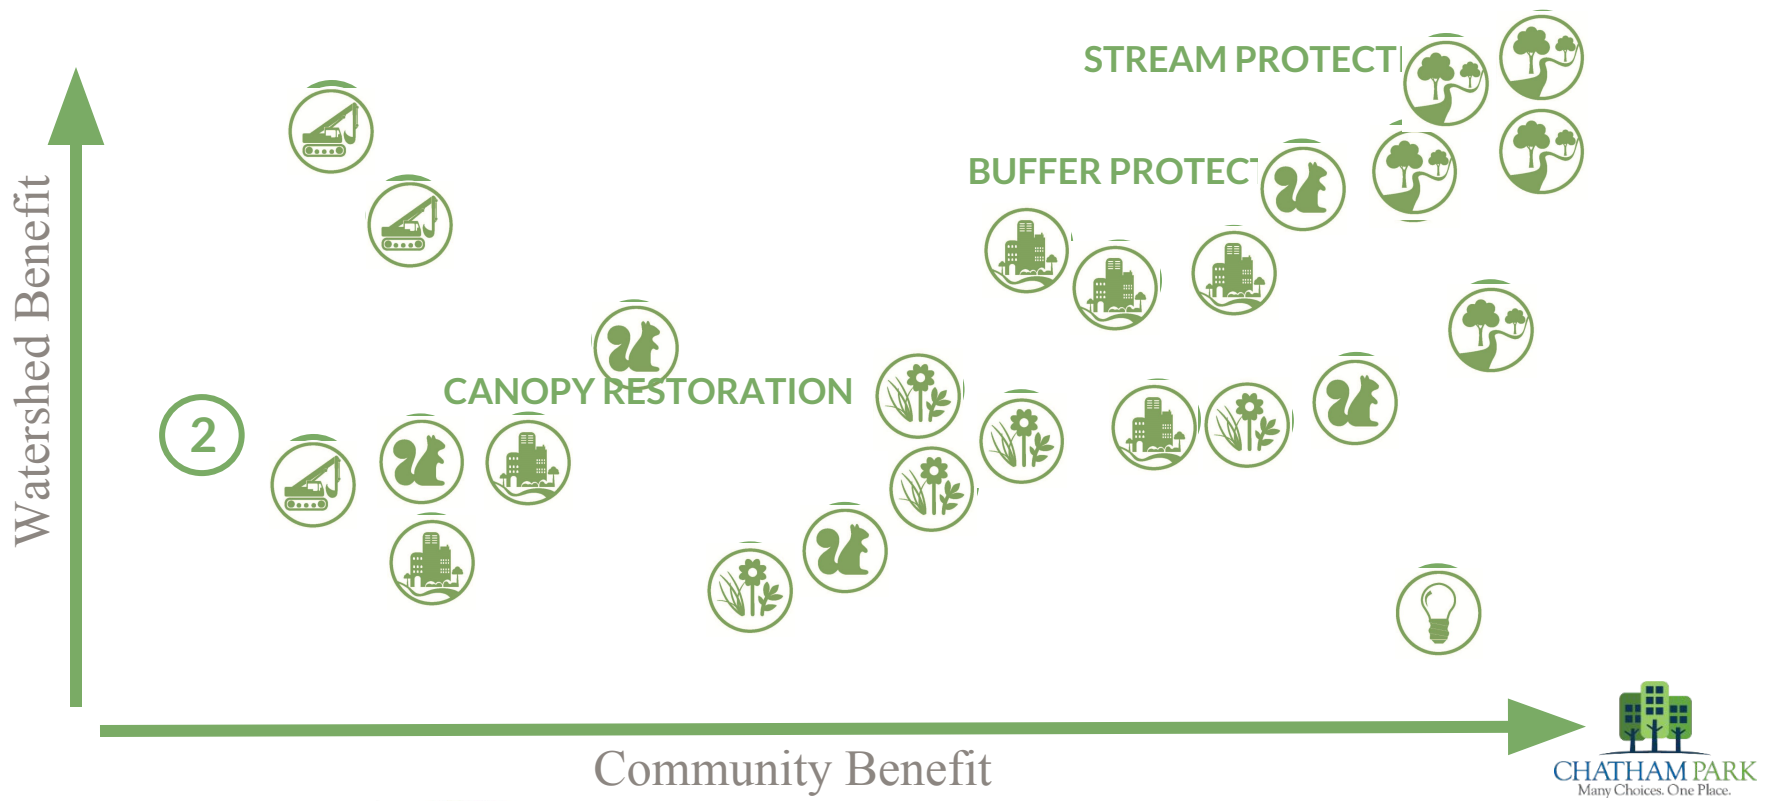 STREAM PROTECTI
BUFFER PROTECT
Watershed Benefit
CANOPY RESTORATION
2
Community Benefit
CHATHAM PARK
Many Choices. One Place.